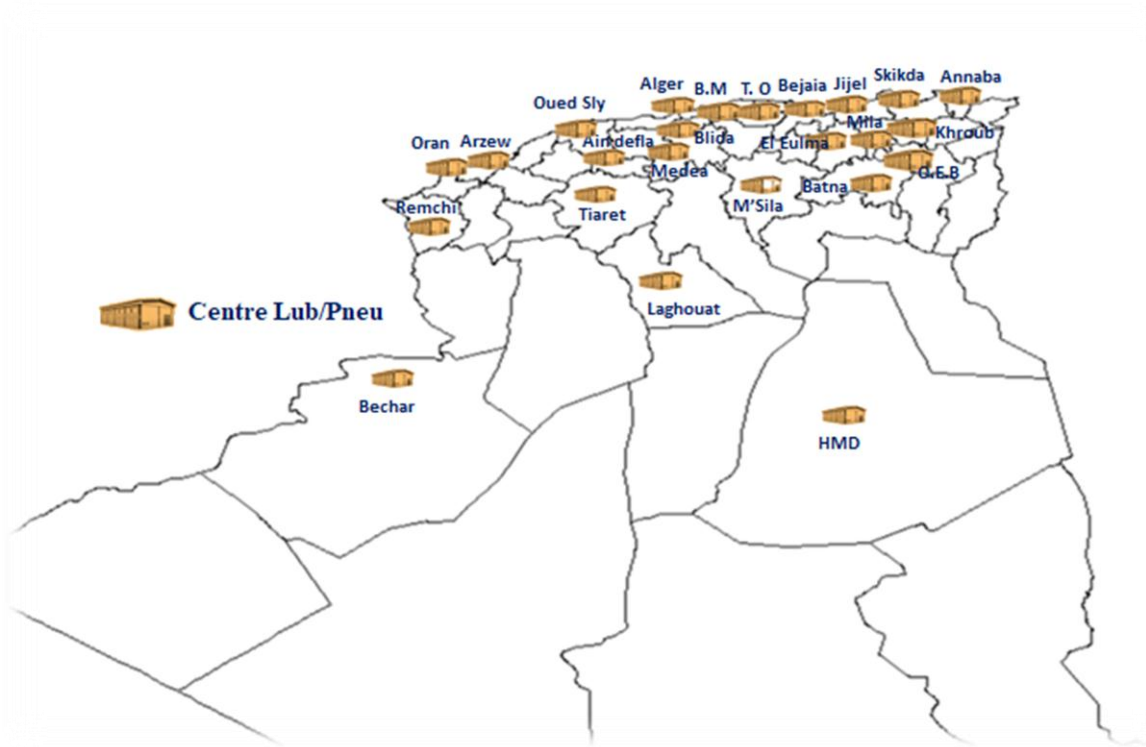 Skikda
Annaba
Alger
B.M
T. O
Bejaia
Jijel
Oued Sly
Mila
Khroub
Oran
Arzew
Ain defla
Blida
El Eulma
Medea
O.E.B
Batna
M'Sila
Remchi
Tiaret
Centre Lub/Pneu
Laghouat
Bechar
HMD